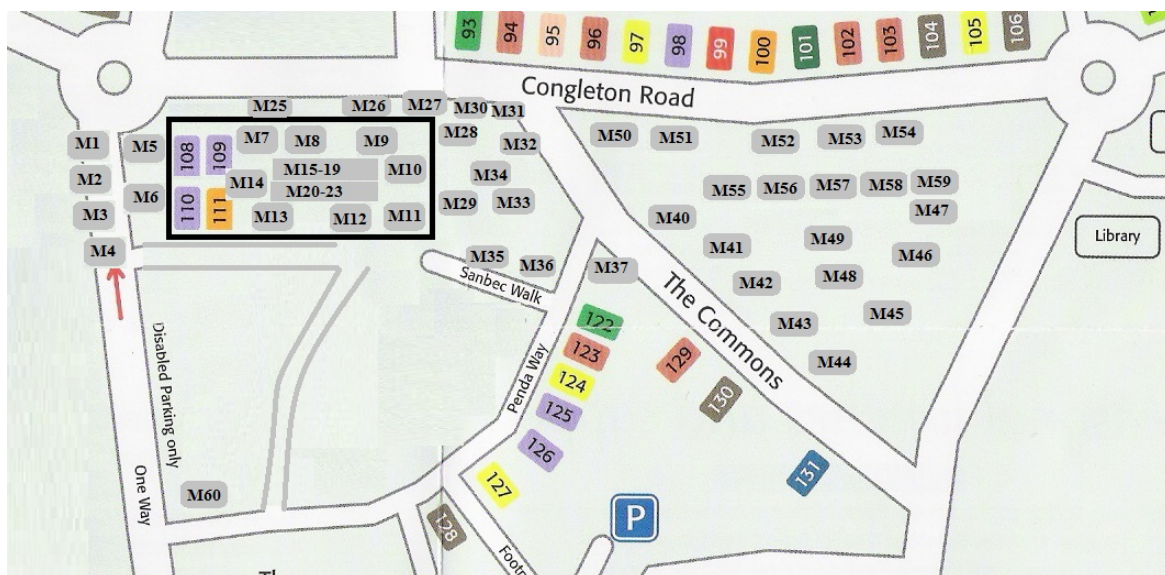 93 94 95 96 97 98 99 100 101 102 103 104 105 106
Congleton Road
M25 M26 M27 M30 M31
M1 M5 108 109 M7 M8 M9 M28 M32 M50 M51 M52 M53 M54
M2 M14 M15-19 M10 M34 M55 M56 M57 M58 M59
M6 110 111 M20-23 M29 M33
M3 M13 M12 M11 M40 M47
M4 M35 M36 M37 M41 M49 M46 Library
Sanbec Walk
M42 M48
The Commons
122 M43 M45
123 129 M44
124 130
Penda Way
125
126 131
127
Disabled Parking only
One Way
M60
P
128
Footp